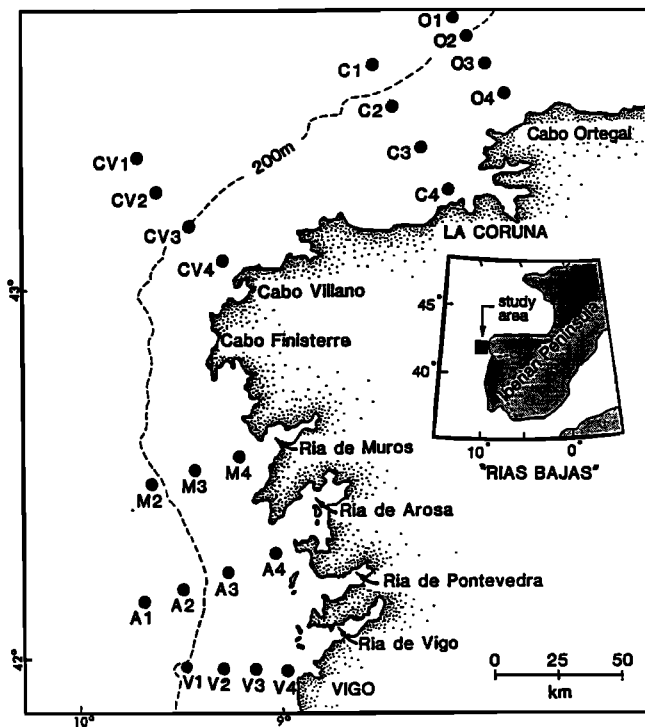 O1
O2
C1
O3
C2
O4
Cabo Ortegal
200m
C3
CV1
CV2
C4
CV3
LA CORUNA
CV4
43°
Cabo Villano
45°
study
area
Cabo Finisterre
40°
Iberian Peninsula
10°
0°
Ria de Muros
"RIAS BAJAS"
M4
M3
M2
Ria de Arosa
A4
A3
Ria de Pontevedra
A2
A1
Ria de Vigo
42°
0 25 50
km
V1 V2 V3 V4
VIGO
10°
9°